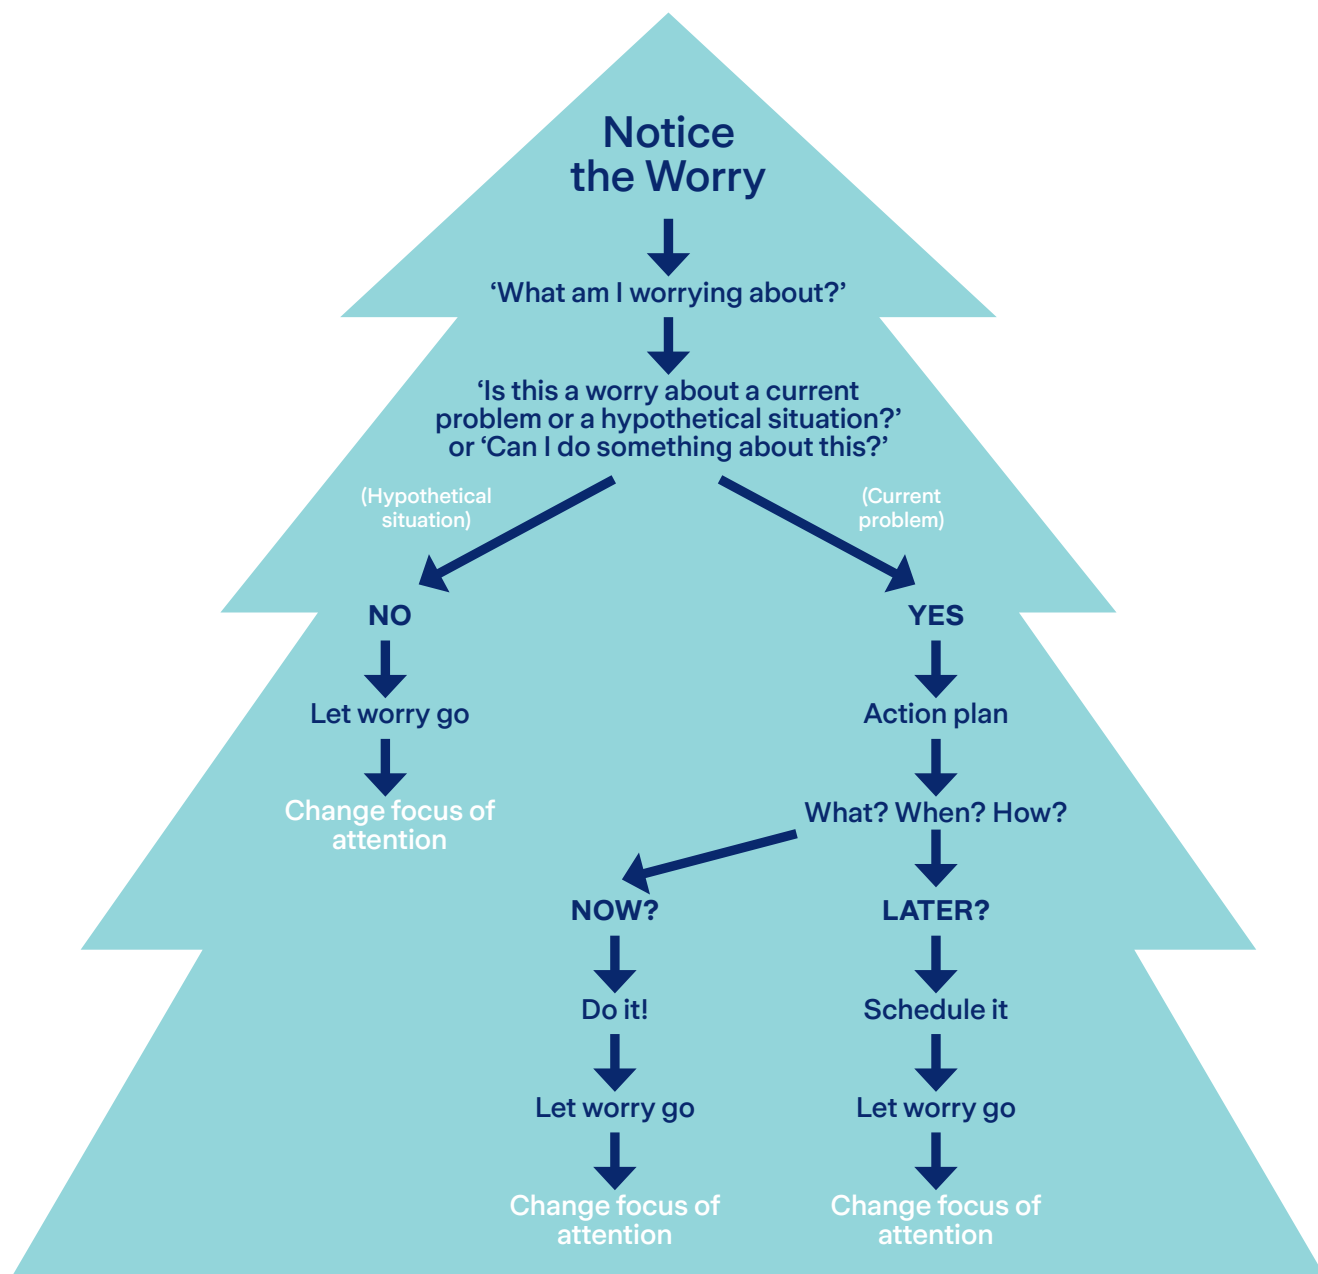 Notice
the Worry
‘What am I worrying about?’
‘Is this a worry about a current
problem or a hypothetical situation?’
or ‘Can I do something about this?’
(Hypothetical
situation)
(Current
problem)
NO
YES
Let worry go
Action plan
Change focus of
attention
What? When? How?
NOW?
LATER?
Do it!
Schedule it
Let worry go
Let worry go
Change focus of
attention
Change focus of
attention